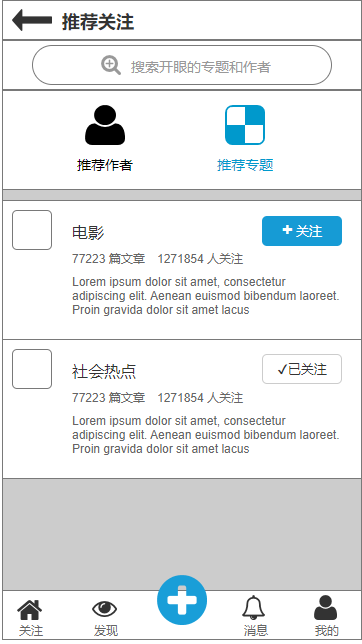 推荐关注
搜索开眼的专题和作者
推荐作者
推荐专题
电影
关注
77223 篇文章 1271854 人关注
Lorem ipsum dolor sit amet, consectetur
adipiscing elit. Aenean euismod bibendum laoreet.
Proin gravida dolor sit amet lacus
社会热点
✓已关注
77223 篇文章 1271854 人关注
Lorem ipsum dolor sit amet, consectetur
adipiscing elit. Aenean euismod bibendum laoreet.
Proin gravida dolor sit amet lacus
关注
发现
消息
我的